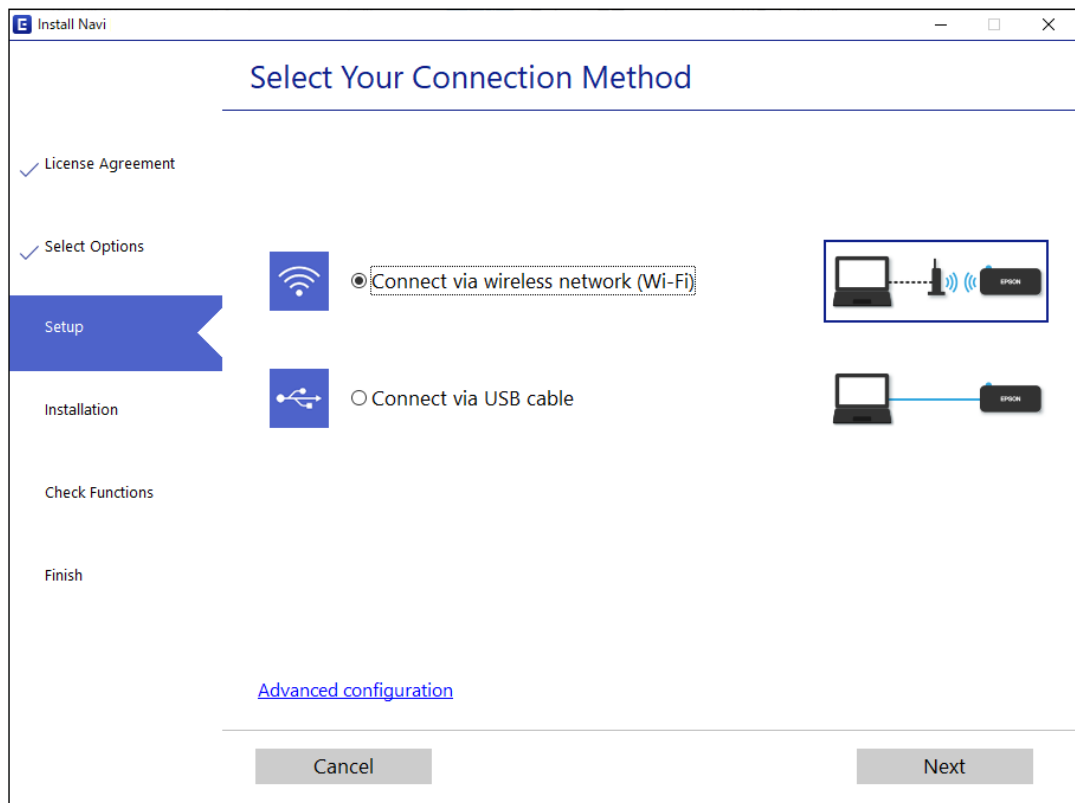 Install Navi
Select Your Connection Method
License Agreement
Select Options
Setup
Installation
Check Functions
Finish
Connect via wireless network (Wi-Fi)
EPSON
Connect via USB cable
EPSON
Advanced configuration
Cancel
Next